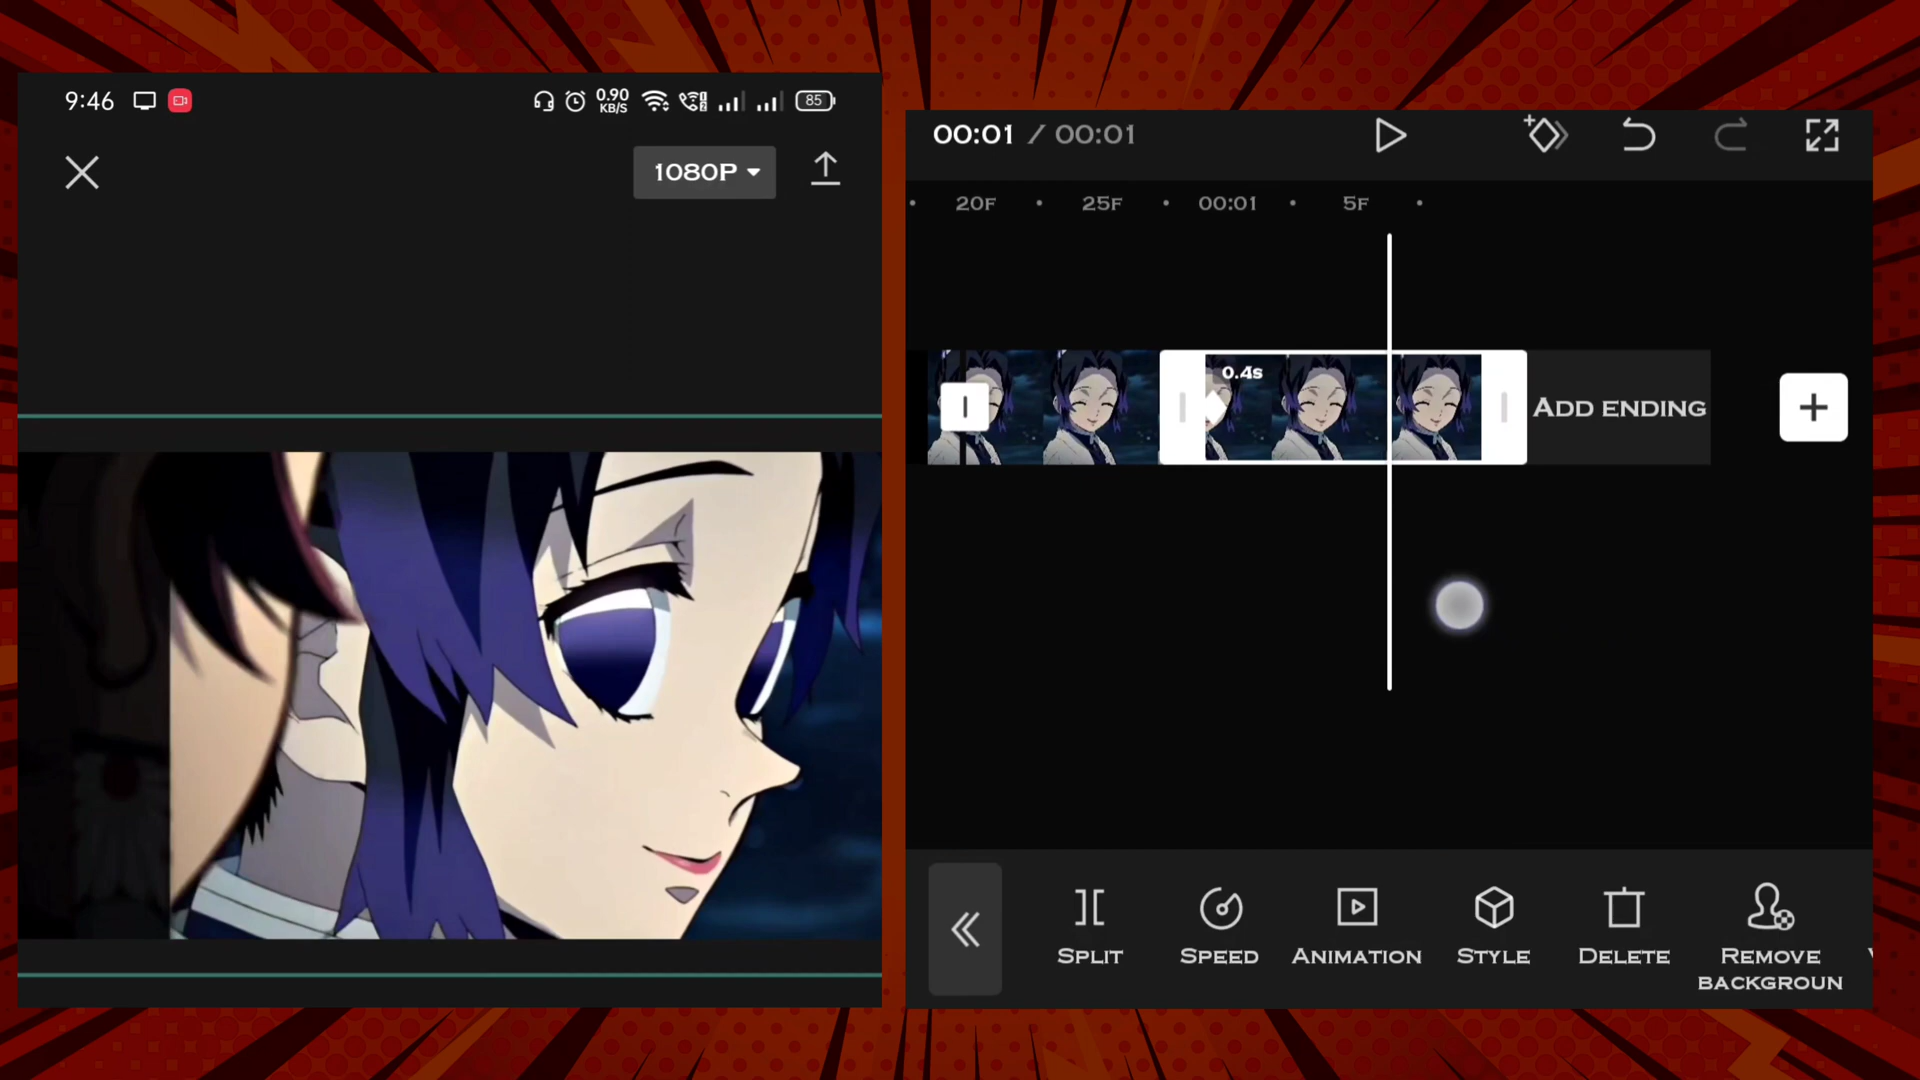 9:46
0.90
KB/S
85
1080P
00:01 / 00:01
20F 25F 00:01 5F
0.4s
ADD ENDING
SPLIT SPEED ANIMATION STYLE DELETE REMOVE
BACKGROUN